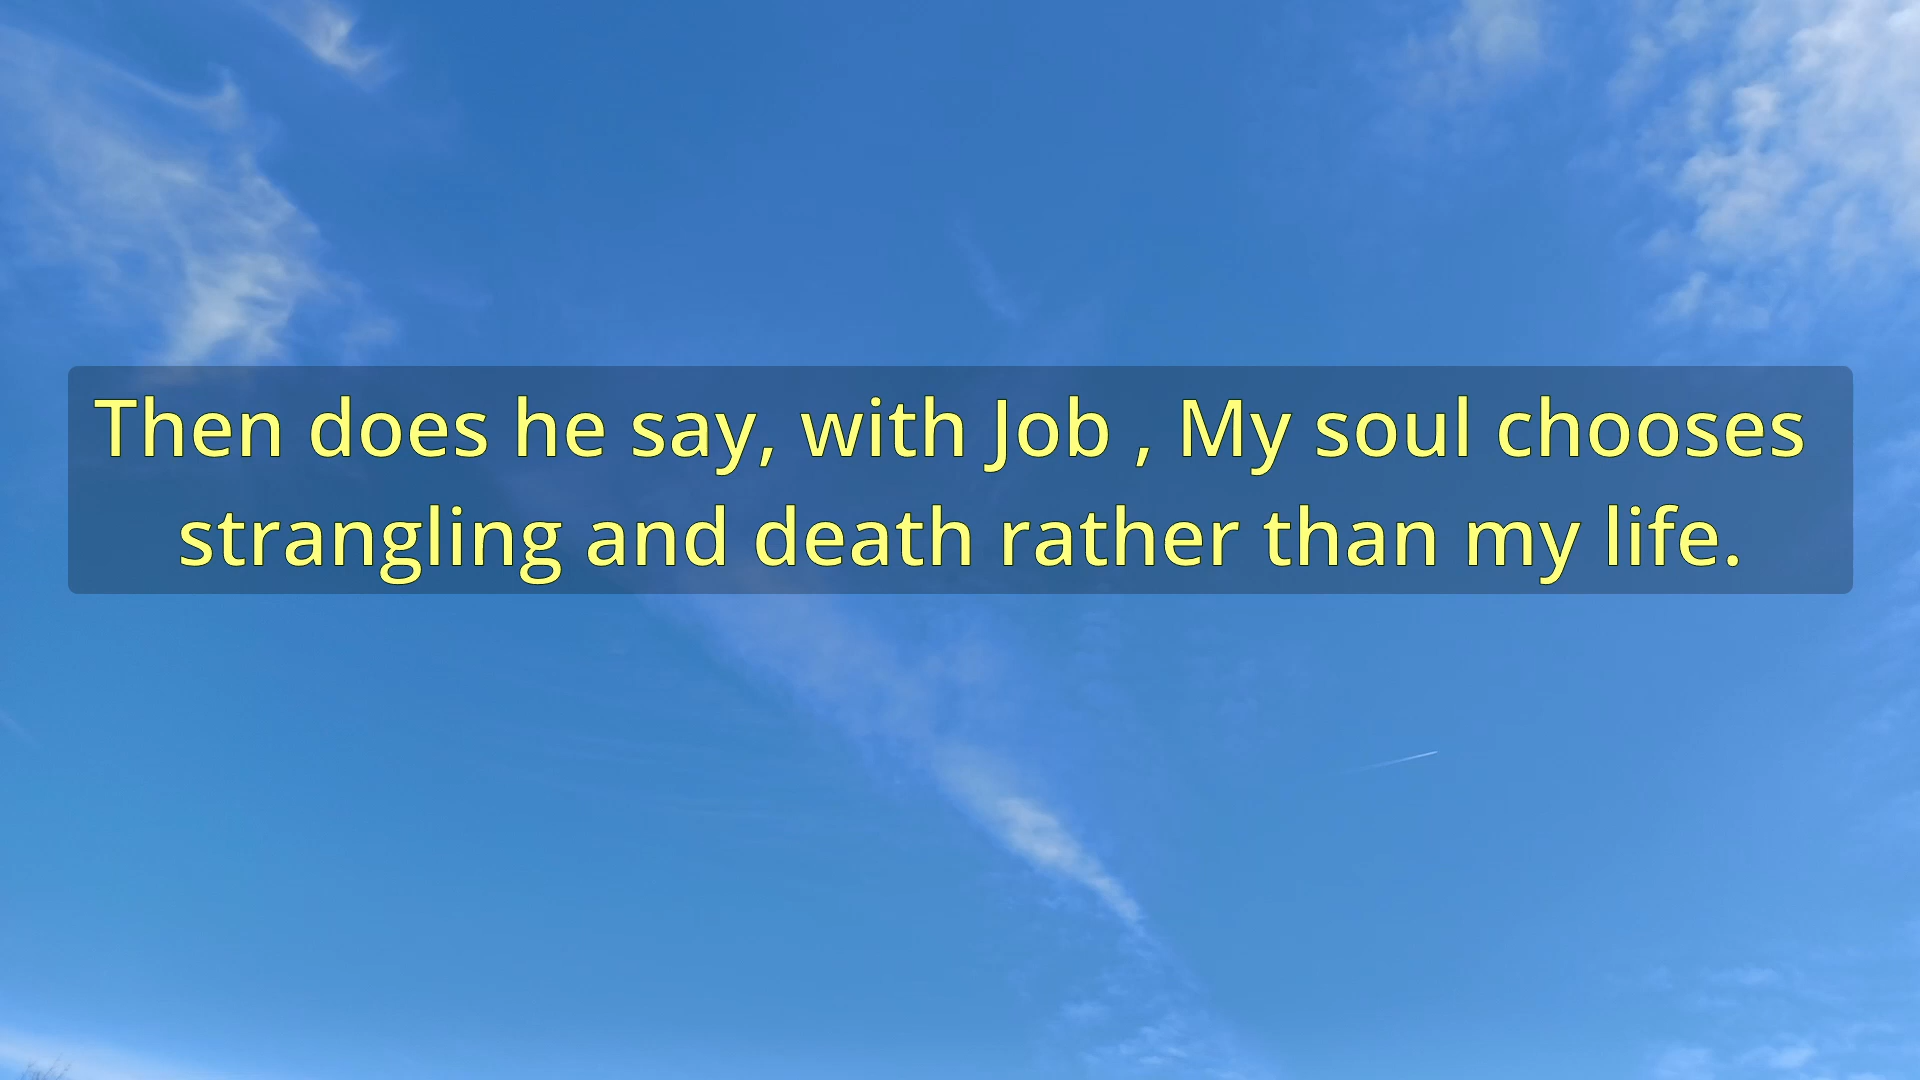 Then does he say, with Job , My soul chooses
strangling and death rather than my life.